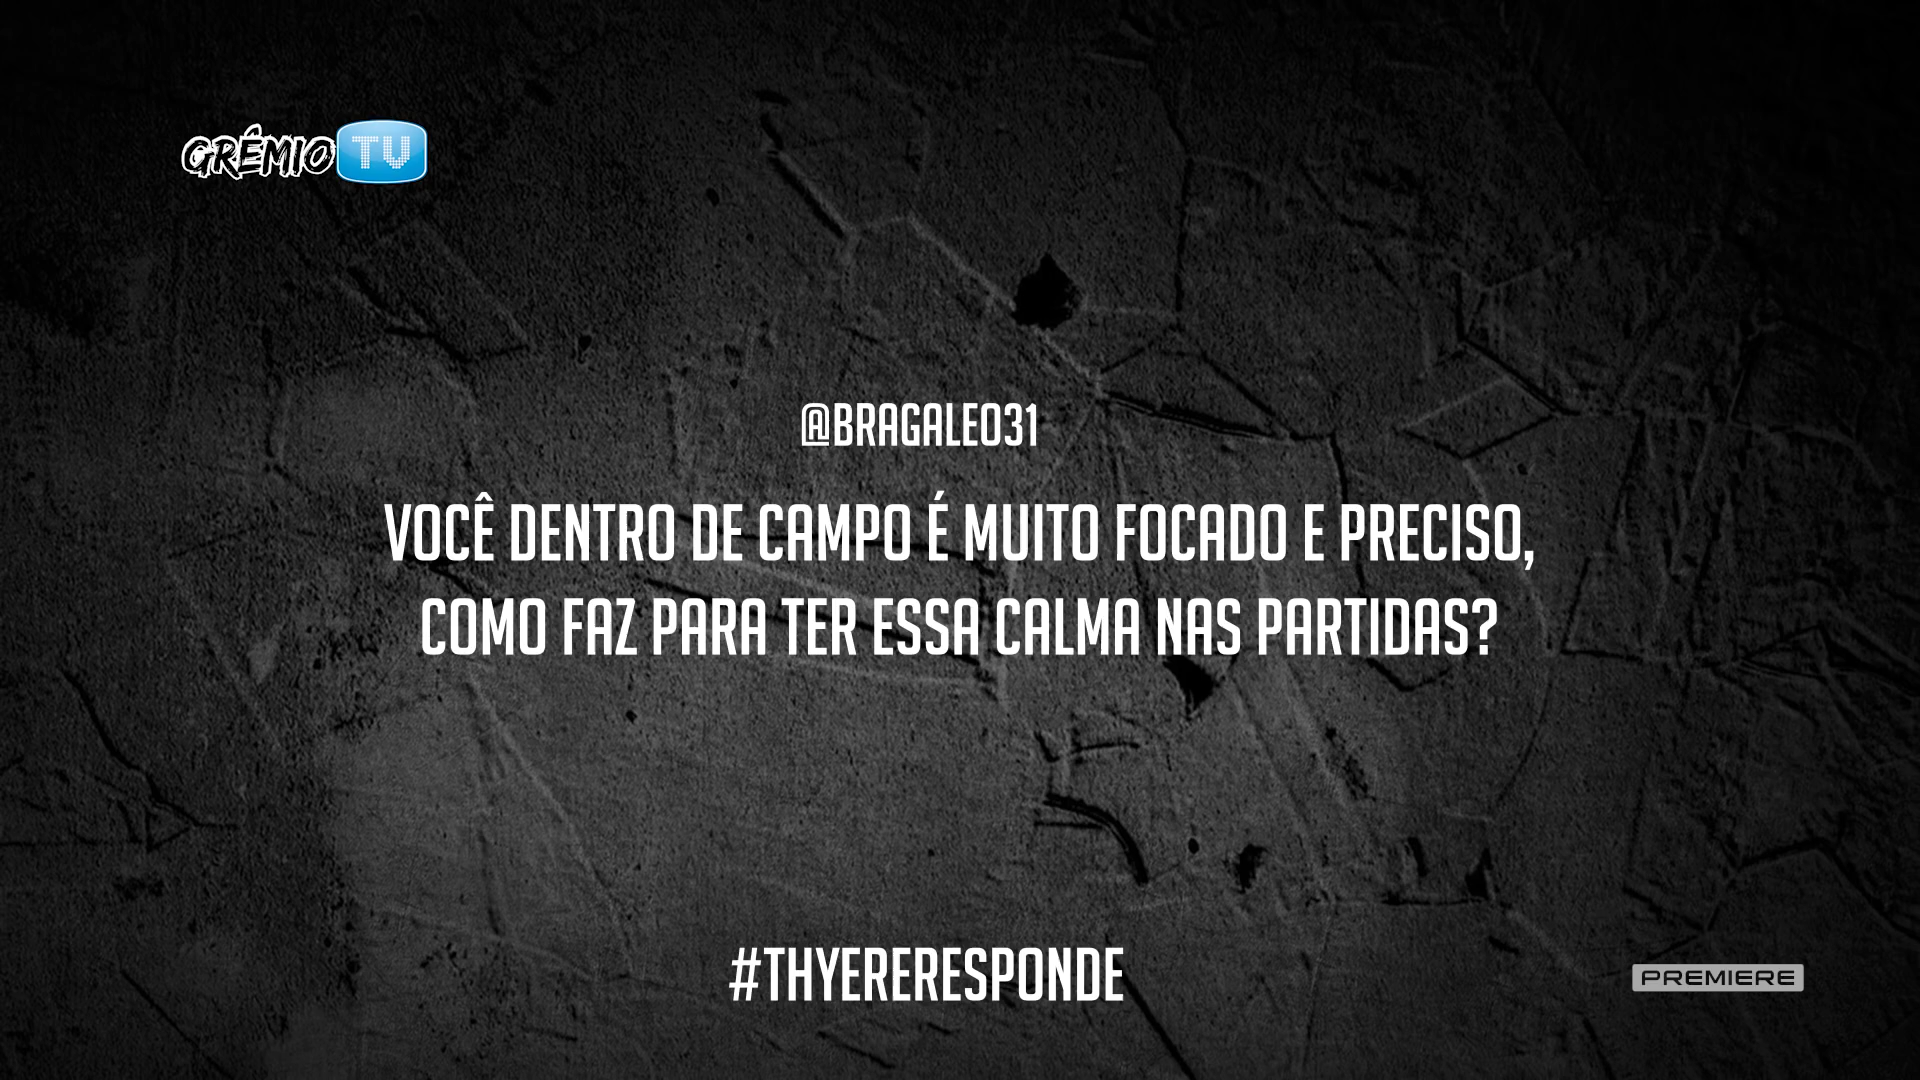 GRÊMIO TV
@BRAGALEO31
VOCÊ DENTRO DE CAMPO É MUITO FOCADO E PRECISO,
COMO FAZ PARA TER ESSA CALMA NAS PARTIDAS?
#THYERERESPONDE
PREMIERE